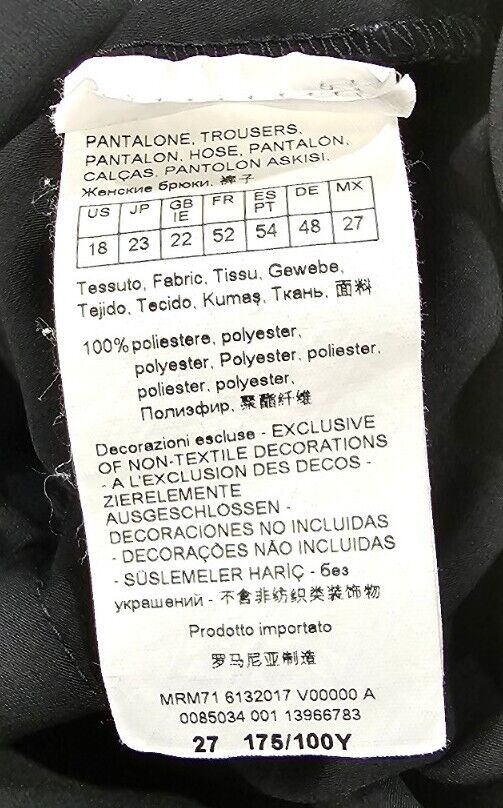 PANTALONE, TROUSERS,
PANTALON, HOSE, PANTALÓN,
CALÇAS, PANTOLON ASKISI,
Женские брюки, 裤子
US JP GB IE FR ES PT DE MX
18 23 22 52 54 48 27
Tessuto, Fabric, Tissu, Gewebe,
Tejido, Tecido, Kumaş, Ткань, 面料
100% poliestere, polyester,
polyester, Polyester, poliester,
poliester, polyester,
Полиэфир, 聚酯纤维
Decorazioni escluse - EXCLUSIVE
OF NON-TEXTILE DECORATIONS
- A L'EXCLUSION DES DECOS -
ZIERELEMENTE
AUSGESCHLOSSEN -
DECORACIONES NO INCLUIDAS
- DECORAÇÕES NÃO INCLUIDAS
- SÜSLEMELER HARİÇ - без
украшений - 不含非纺织类装饰物
Prodotto importato
罗马尼亚制造
MRM71 6132017 V00000 A
0085034 001 13966783
27 175/100Y